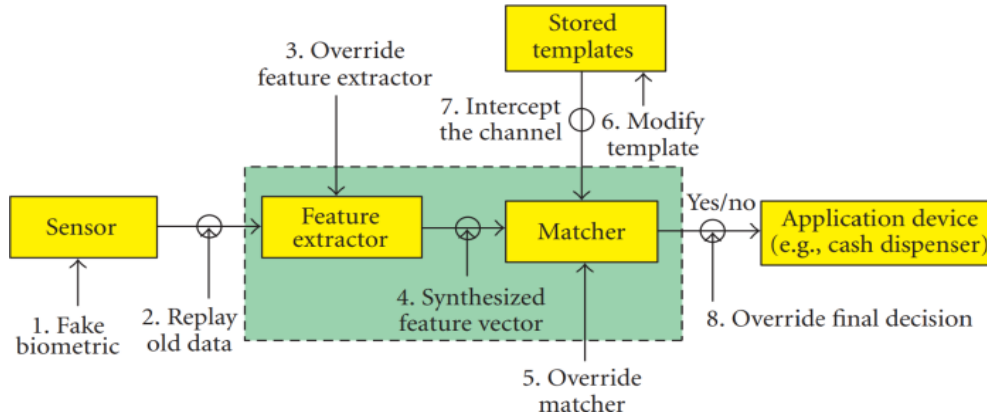 3. Override
feature extractor
Stored
templates
7. Intercept
the channel
6. Modify
template
Sensor
Feature
extractor
Matcher
Yes/no
Application device
(e.g., cash dispenser)
1. Fake
biometric
2. Replay
old data
4. Synthesized
feature vector
5. Override
matcher
8. Override final decision